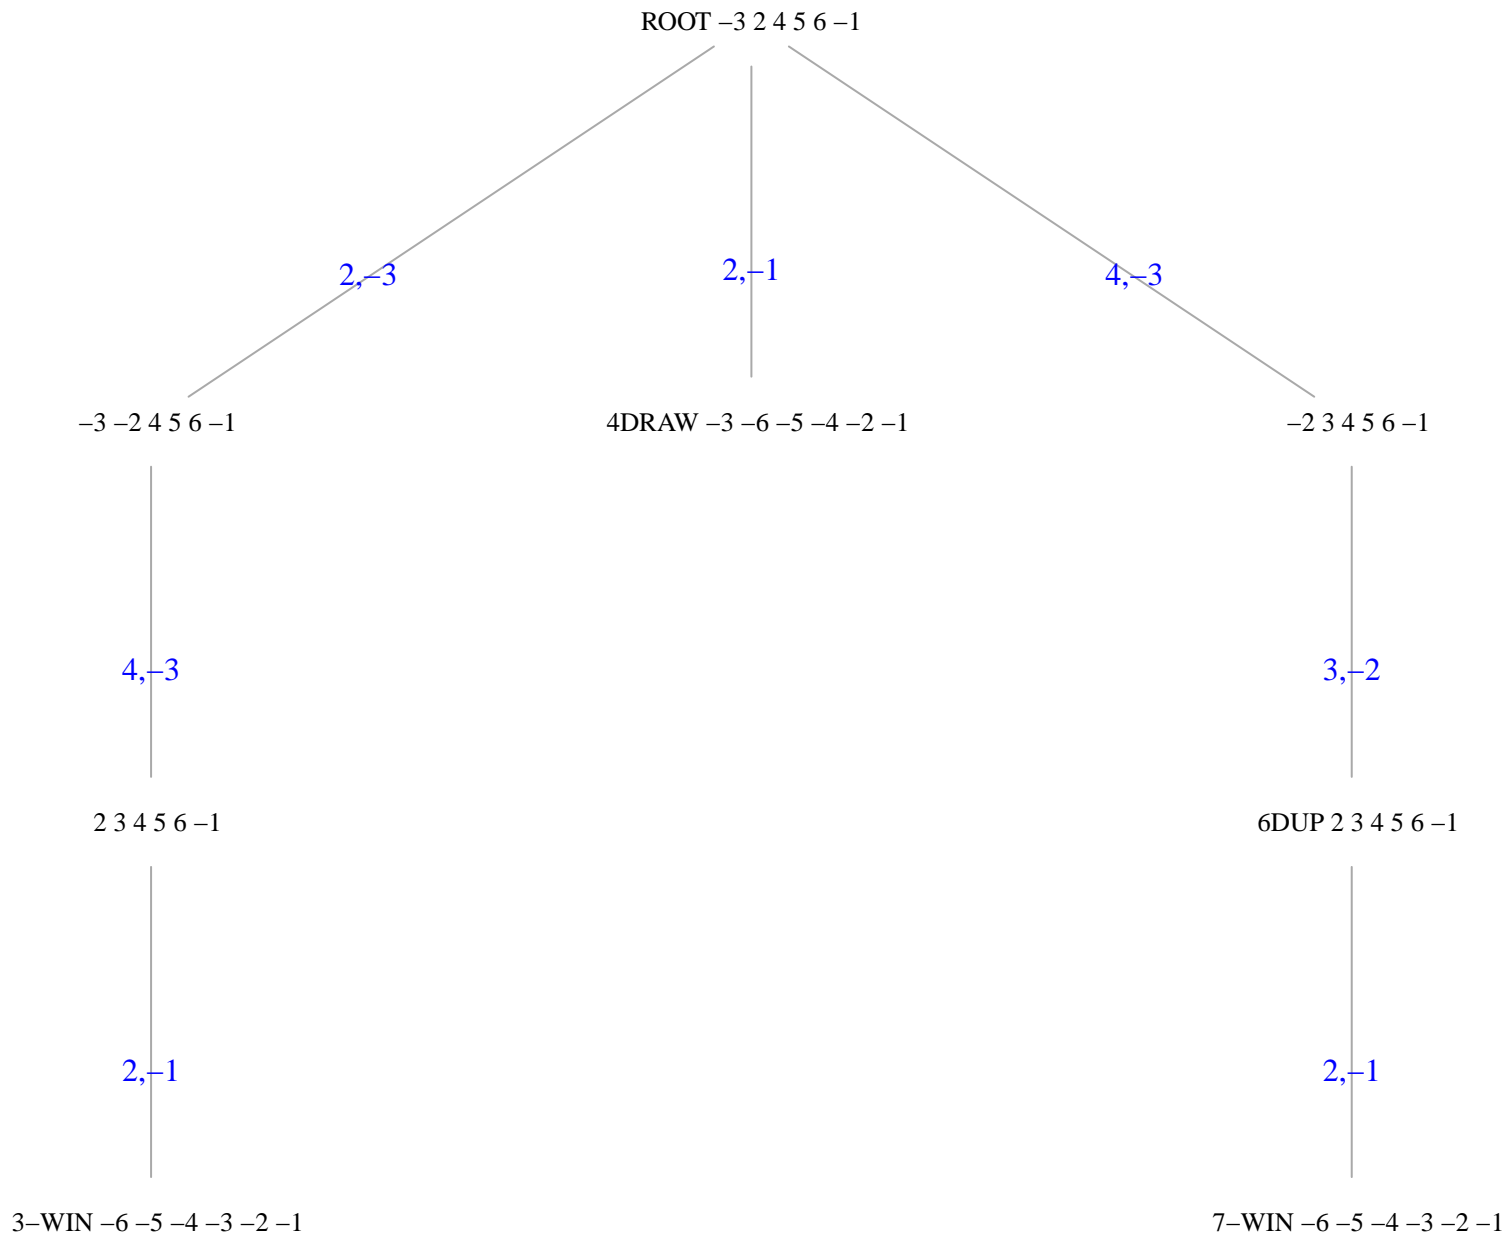 ROOT –3 2 4 5 6 –1
2,–3
2,–1
4,–3
–3 –2 4 5 6 –1
4DRAW –3 –6 –5 –4 –2 –1
–2 3 4 5 6 –1
4,–3
3,–2
2 3 4 5 6 –1
6DUP 2 3 4 5 6 –1
2,–1
2,–1
3–WIN –6 –5 –4 –3 –2 –1
7–WIN –6 –5 –4 –3 –2 –1